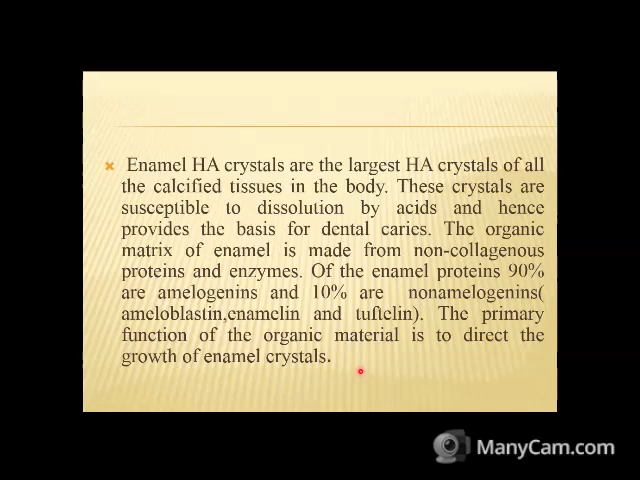 Enamel HA crystals are the largest HA crystals of all
the calcified tissues in the body. These crystals are
susceptible to dissolution by acids and hence
provides the basis for dental caries. The organic
matrix of enamel is made from non-collagenous
proteins and enzymes. Of the enamel proteins 90%
are amelogenins and 10% are nonamelogenins(
ameloblastin,enamelin and tuftelin). The primary
function of the organic material is to direct the
growth of enamel crystals.
ManyCam.com